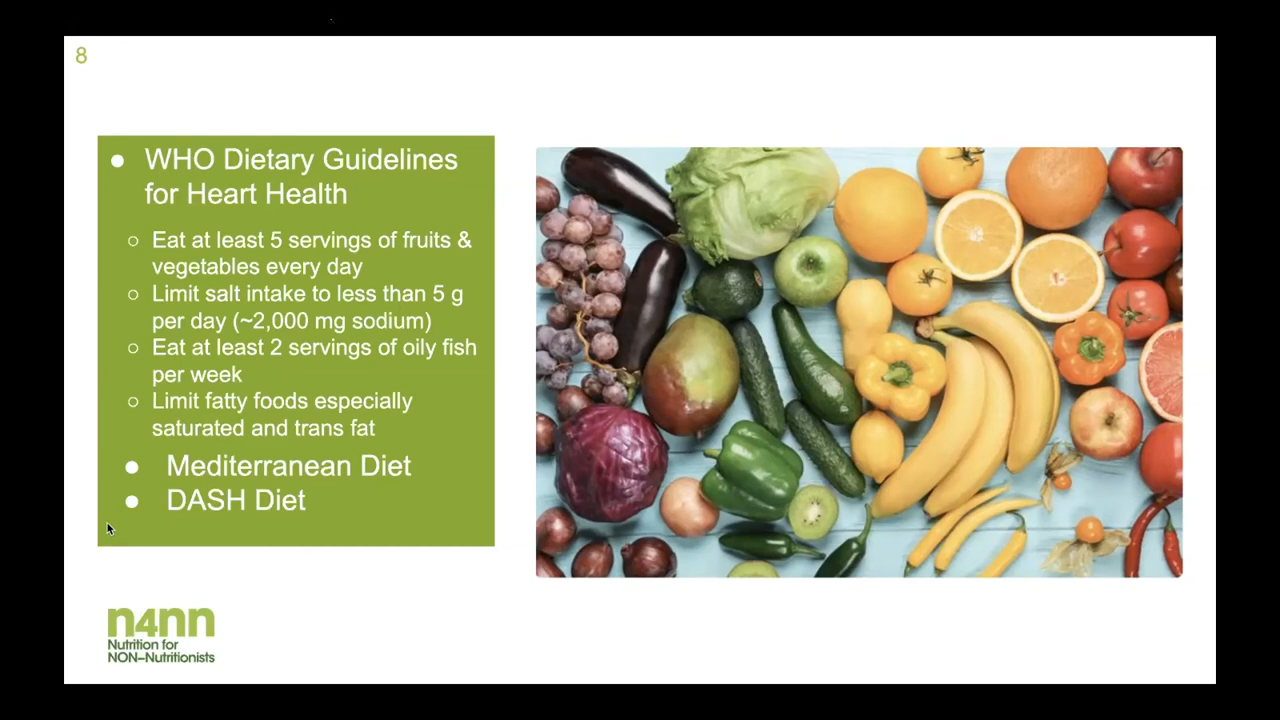 8
● WHO Dietary Guidelines
for Heart Health
○ Eat at least 5 servings of fruits &
vegetables every day
○ Limit salt intake to less than 5 g
per day (~2,000 mg sodium)
○ Eat at least 2 servings of oily fish
per week
○ Limit fatty foods especially
saturated and trans fat
● Mediterranean Diet
● DASH Diet
n4nn
Nutrition for
NON–Nutritionists